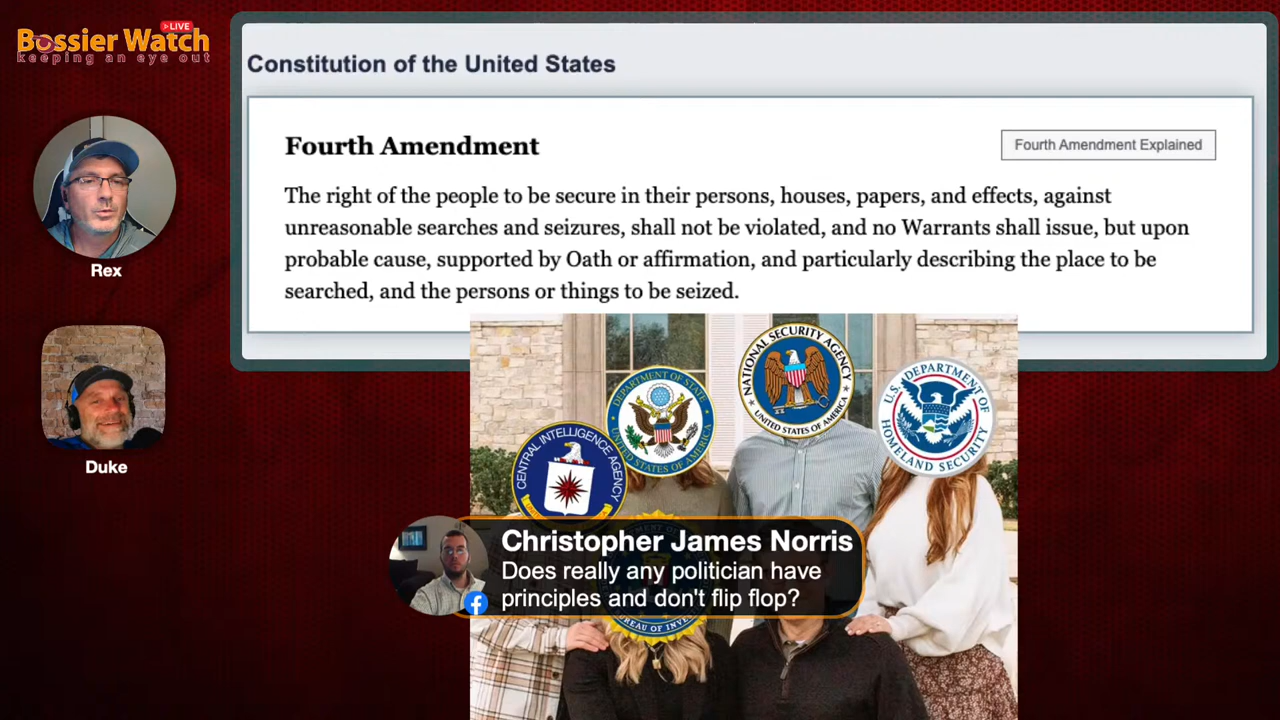 LIVE
Bossier Watch
keeping an eye out
Rex
Duke
Constitution of the United States
Fourth Amendment
Fourth Amendment Explained
The right of the people to be secure in their persons, houses, papers, and effects, against
unreasonable searches and seizures, shall not be violated, and no Warrants shall issue, but upon
probable cause, supported by Oath or affirmation, and particularly describing the place to be
searched, and the persons or things to be seized.
CENTRAL INTELLIGENCE AGENCY
DEPARTMENT OF STATE
UNITED STATES OF AMERICA
NATIONAL SECURITY AGENCY
UNITED STATES OF AMERICA
U.S. DEPARTMENT OF
HOMELAND SECURITY
Christopher James Norris
Does really any politician have
principles and don't flip flop?